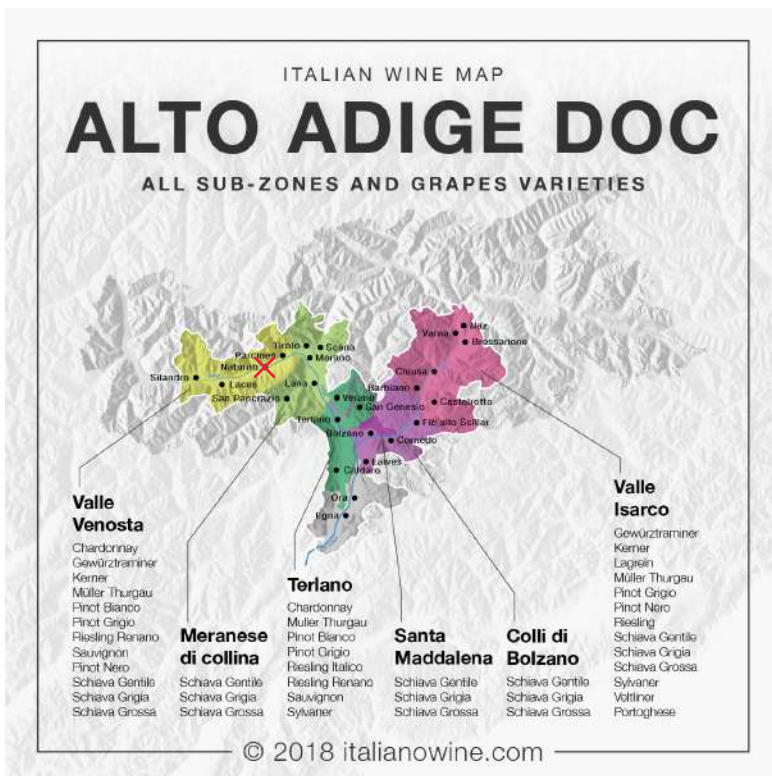 ITALIAN WINE MAP
ALTO ADIGE DOC
ALL SUB-ZONES AND GRAPES VARIETIES
Naz
Varna
Bressanone
Tirolo
Scena
Parcines
Merano
Naturno
Chiusa
Silandro
Laces
Lana
Barbiano
San Pancrazio
Verano
San Genesio
Castelrotto
Terlano
Fiè allo Sciliar
Bolzano
Cornedo
Laives
Caldaro
Ora
Egna
Valle
Venosta
Chardonnay
Gewürztraminer
Kerner
Müller Thurgau
Pinot Bianco
Pinot Grigio
Riesling Renano
Sauvignon
Pinot Nero
Schiava Gentile
Schiava Grigia
Schiava Grossa
Meranese
di collina
Schiava Gentile
Schiava Grigia
Schiava Grossa
Terlano
Chardonnay
Muller Thurgau
Pinot Bianco
Pinot Grigio
Riesling Italico
Riesling Renano
Sauvignon
Sylvaner
Santa
Maddalena
Schiava Gentile
Schiava Grigia
Schiava Grossa
Colli di
Bolzano
Schiava Gentile
Schiava Grigia
Schiava Grossa
Valle
Isarco
Gewürztraminer
Kerner
Lagrein
Müller Thurgau
Pinot Grigio
Pinot Nero
Riesling
Schiava Gentile
Schiava Grigia
Schiava Grossa
Sylvaner
Veltliner
Portoghese
© 2018 italianowine.com